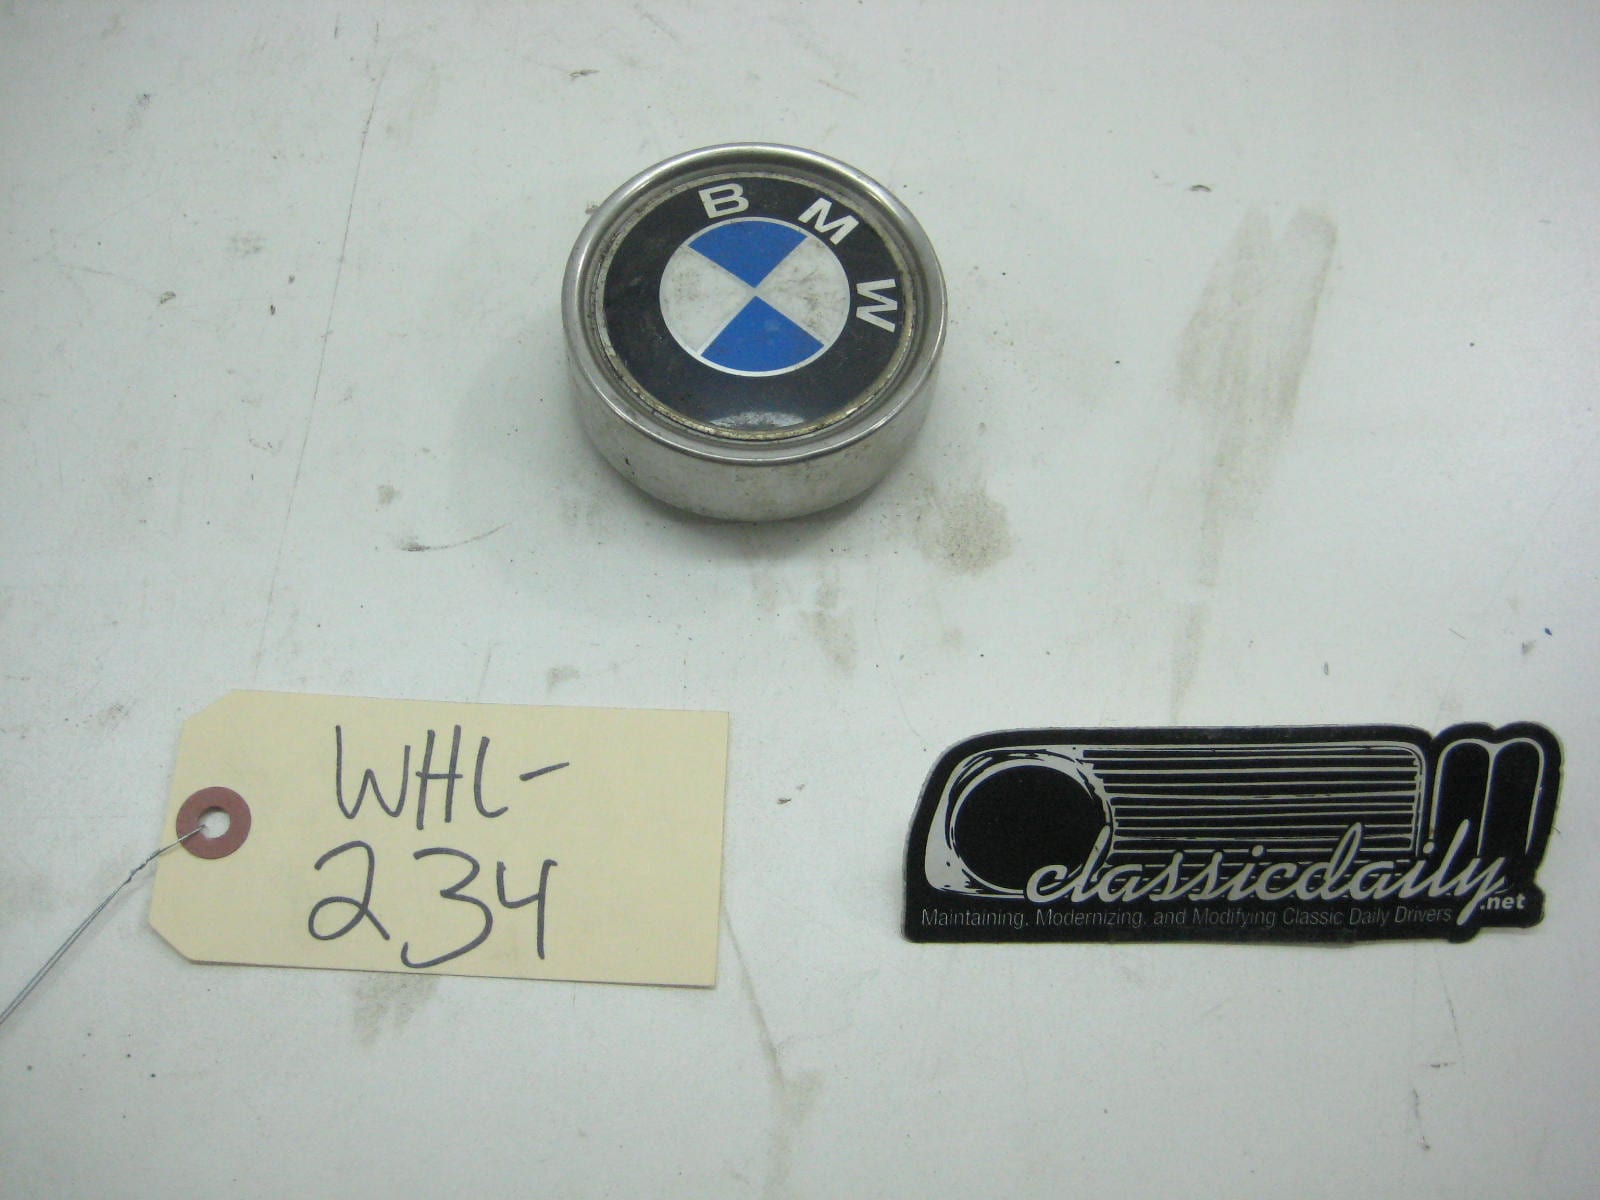 BMW
WHL-
234
classicdaily.net
Maintaining, Modernizing, and Modifying Classic Daily Drivers